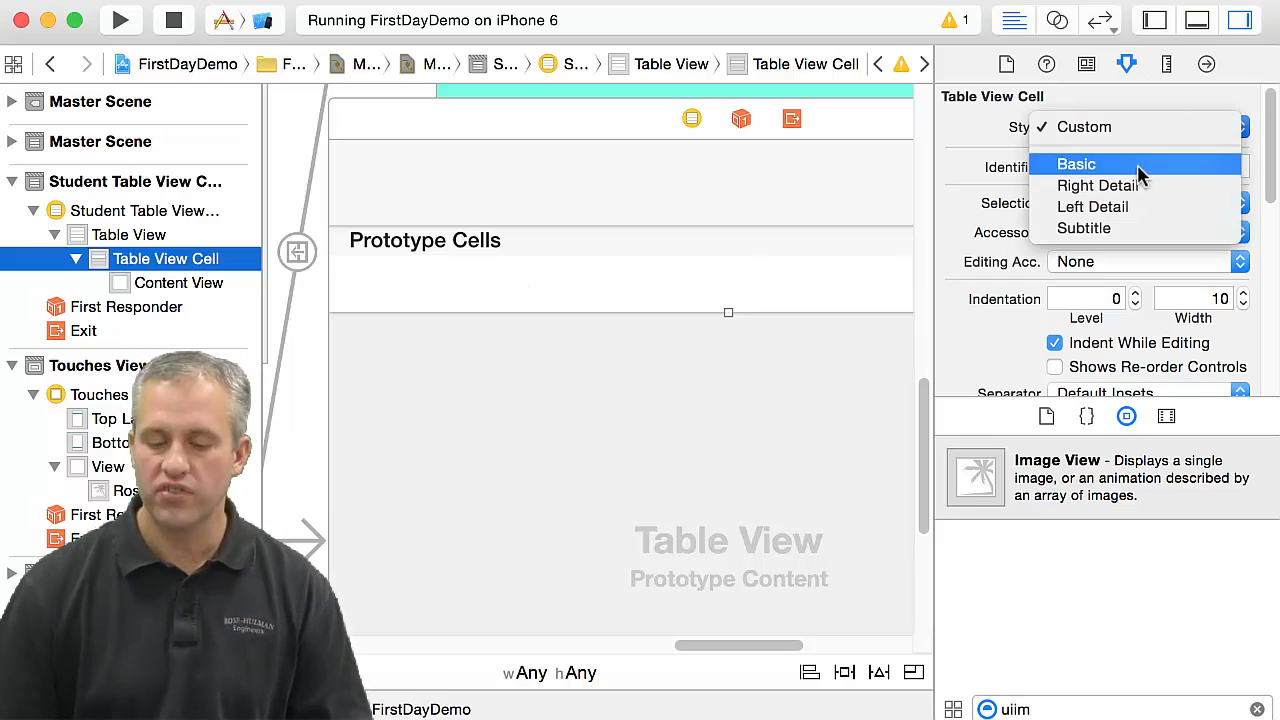 Running FirstDayDemo on iPhone 6
1
FirstDayDemo
F...
M...
M...
S...
S...
Table View
Table View Cell
Master Scene
Master Scene
Student Table View C...
Student Table View...
Table View
Table View Cell
Content View
First Responder
Exit
Touches View
Touches
Top La
Botto
View
Ros
First Re
Prototype Cells
Table View
Prototype Content
wAny hAny
FirstDayDemo
ROSE-HULMAN
Engineers
Table View Cell
Sty
✓ Custom
Basic
Right Detail
Left Detail
Subtitle
Identifi
Selectio
Accesso
Editing Acc. None
Indentation 0 10
Level Width
Indent While Editing
Shows Re-order Controls
Separator Default Insets
Image View - Displays a single
image, or an animation described by
an array of images.
uiim